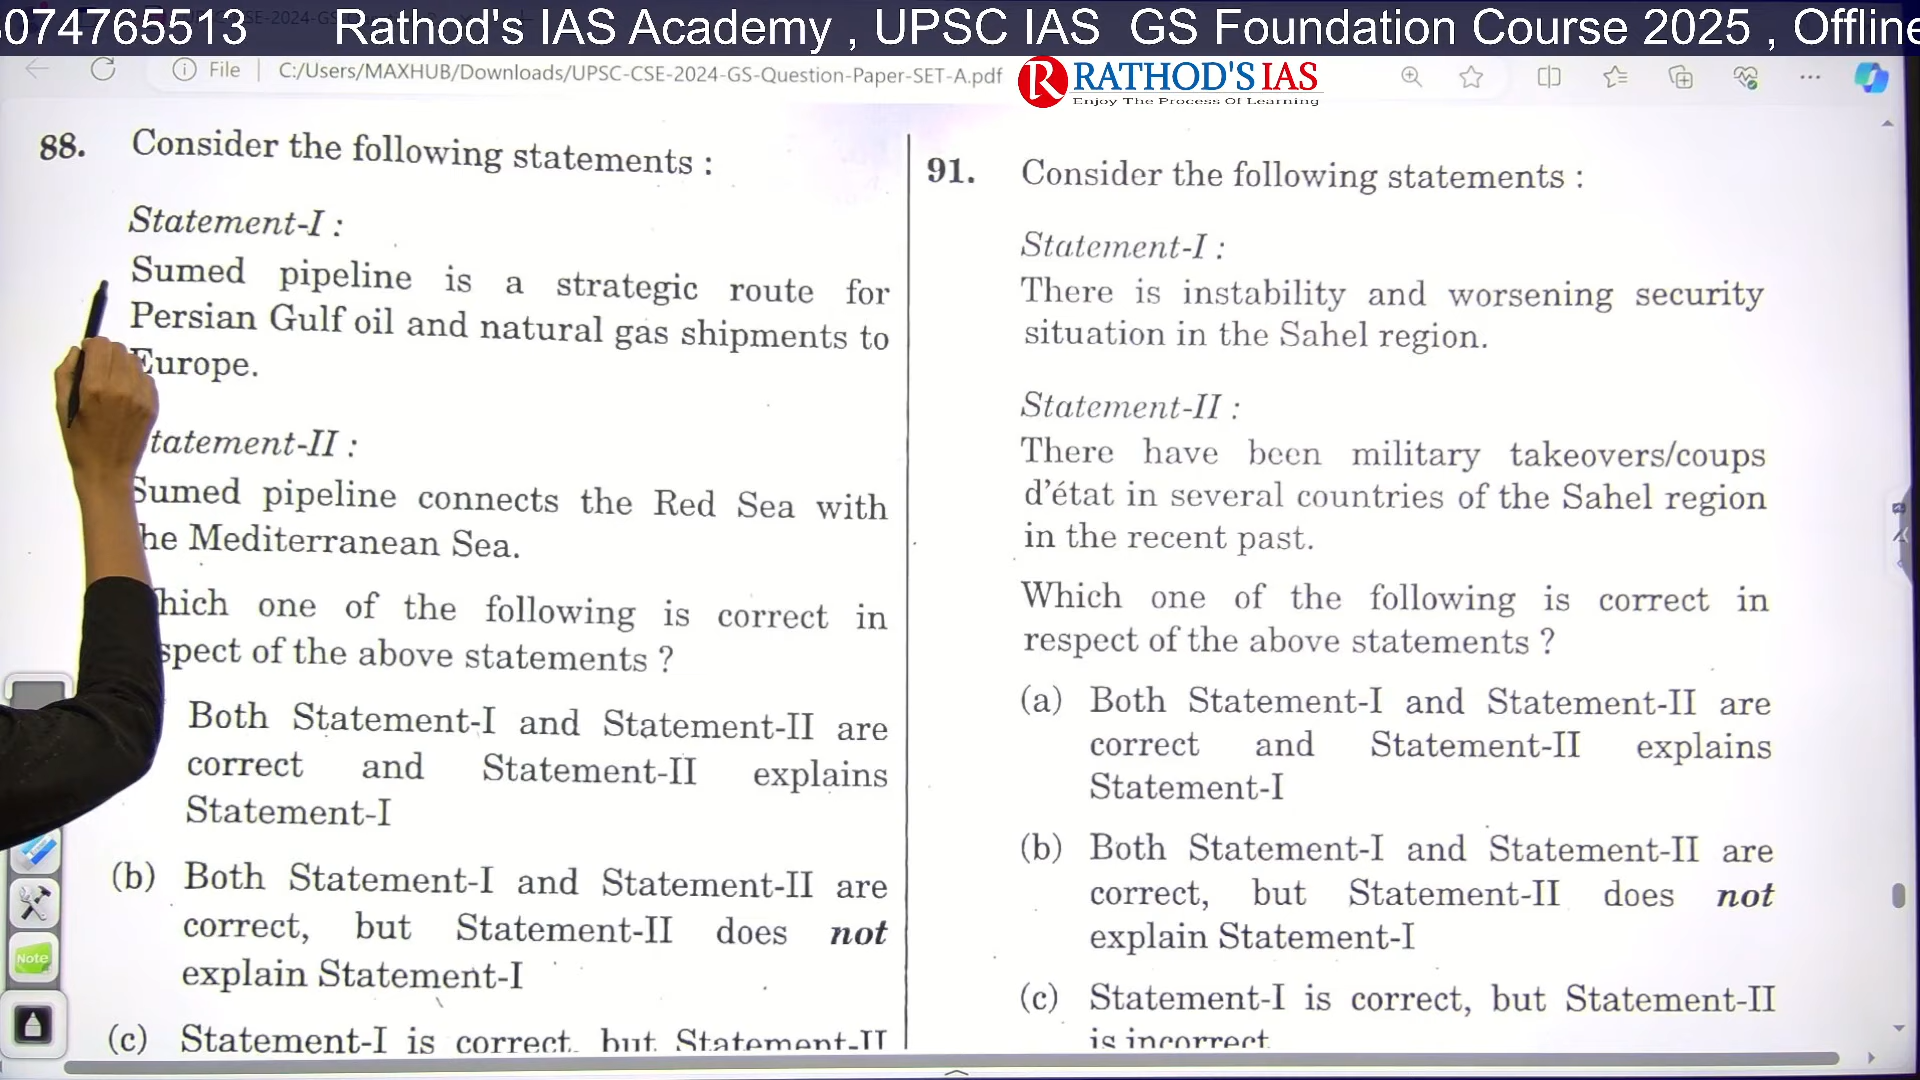 074765513 Rathod's IAS Academy , UPSC IAS GS Foundation Course 2025 , Offline
File | C:/Users/MAXHUB/Downloads/UPSC-CSE-2024-GS-Question-Paper-SET-A.pdf
RATHOD'S IAS
Enjoy The Process Of Learning
88. Consider the following statements :
Statement-I :
Sumed pipeline is a strategic route for
Persian Gulf oil and natural gas shipments to
Europe.
tatement-II :
Sumed pipeline connects the Red Sea with
he Mediterranean Sea.
hich one of the following is correct in
spect of the above statements ?
Both Statement-I and Statement-II are
correct and Statement-II explains
Statement-I
(b) Both Statement-I and Statement-II are
correct, but Statement-II does not
explain Statement-I
(c) Statement-I is correct, but Statement-II
91. Consider the following statements :
Statement-I :
There is instability and worsening security
situation in the Sahel region.
Statement-II :
There have been military takeovers/coups
d'état in several countries of the Sahel region
in the recent past.
Which one of the following is correct in
respect of the above statements ?
(a) Both Statement-I and Statement-II are
correct and Statement-II explains
Statement-I
(b) Both Statement-I and Statement-II are
correct, but Statement-II does not
explain Statement-I
(c) Statement-I is correct, but Statement-II
is incorrect
Note